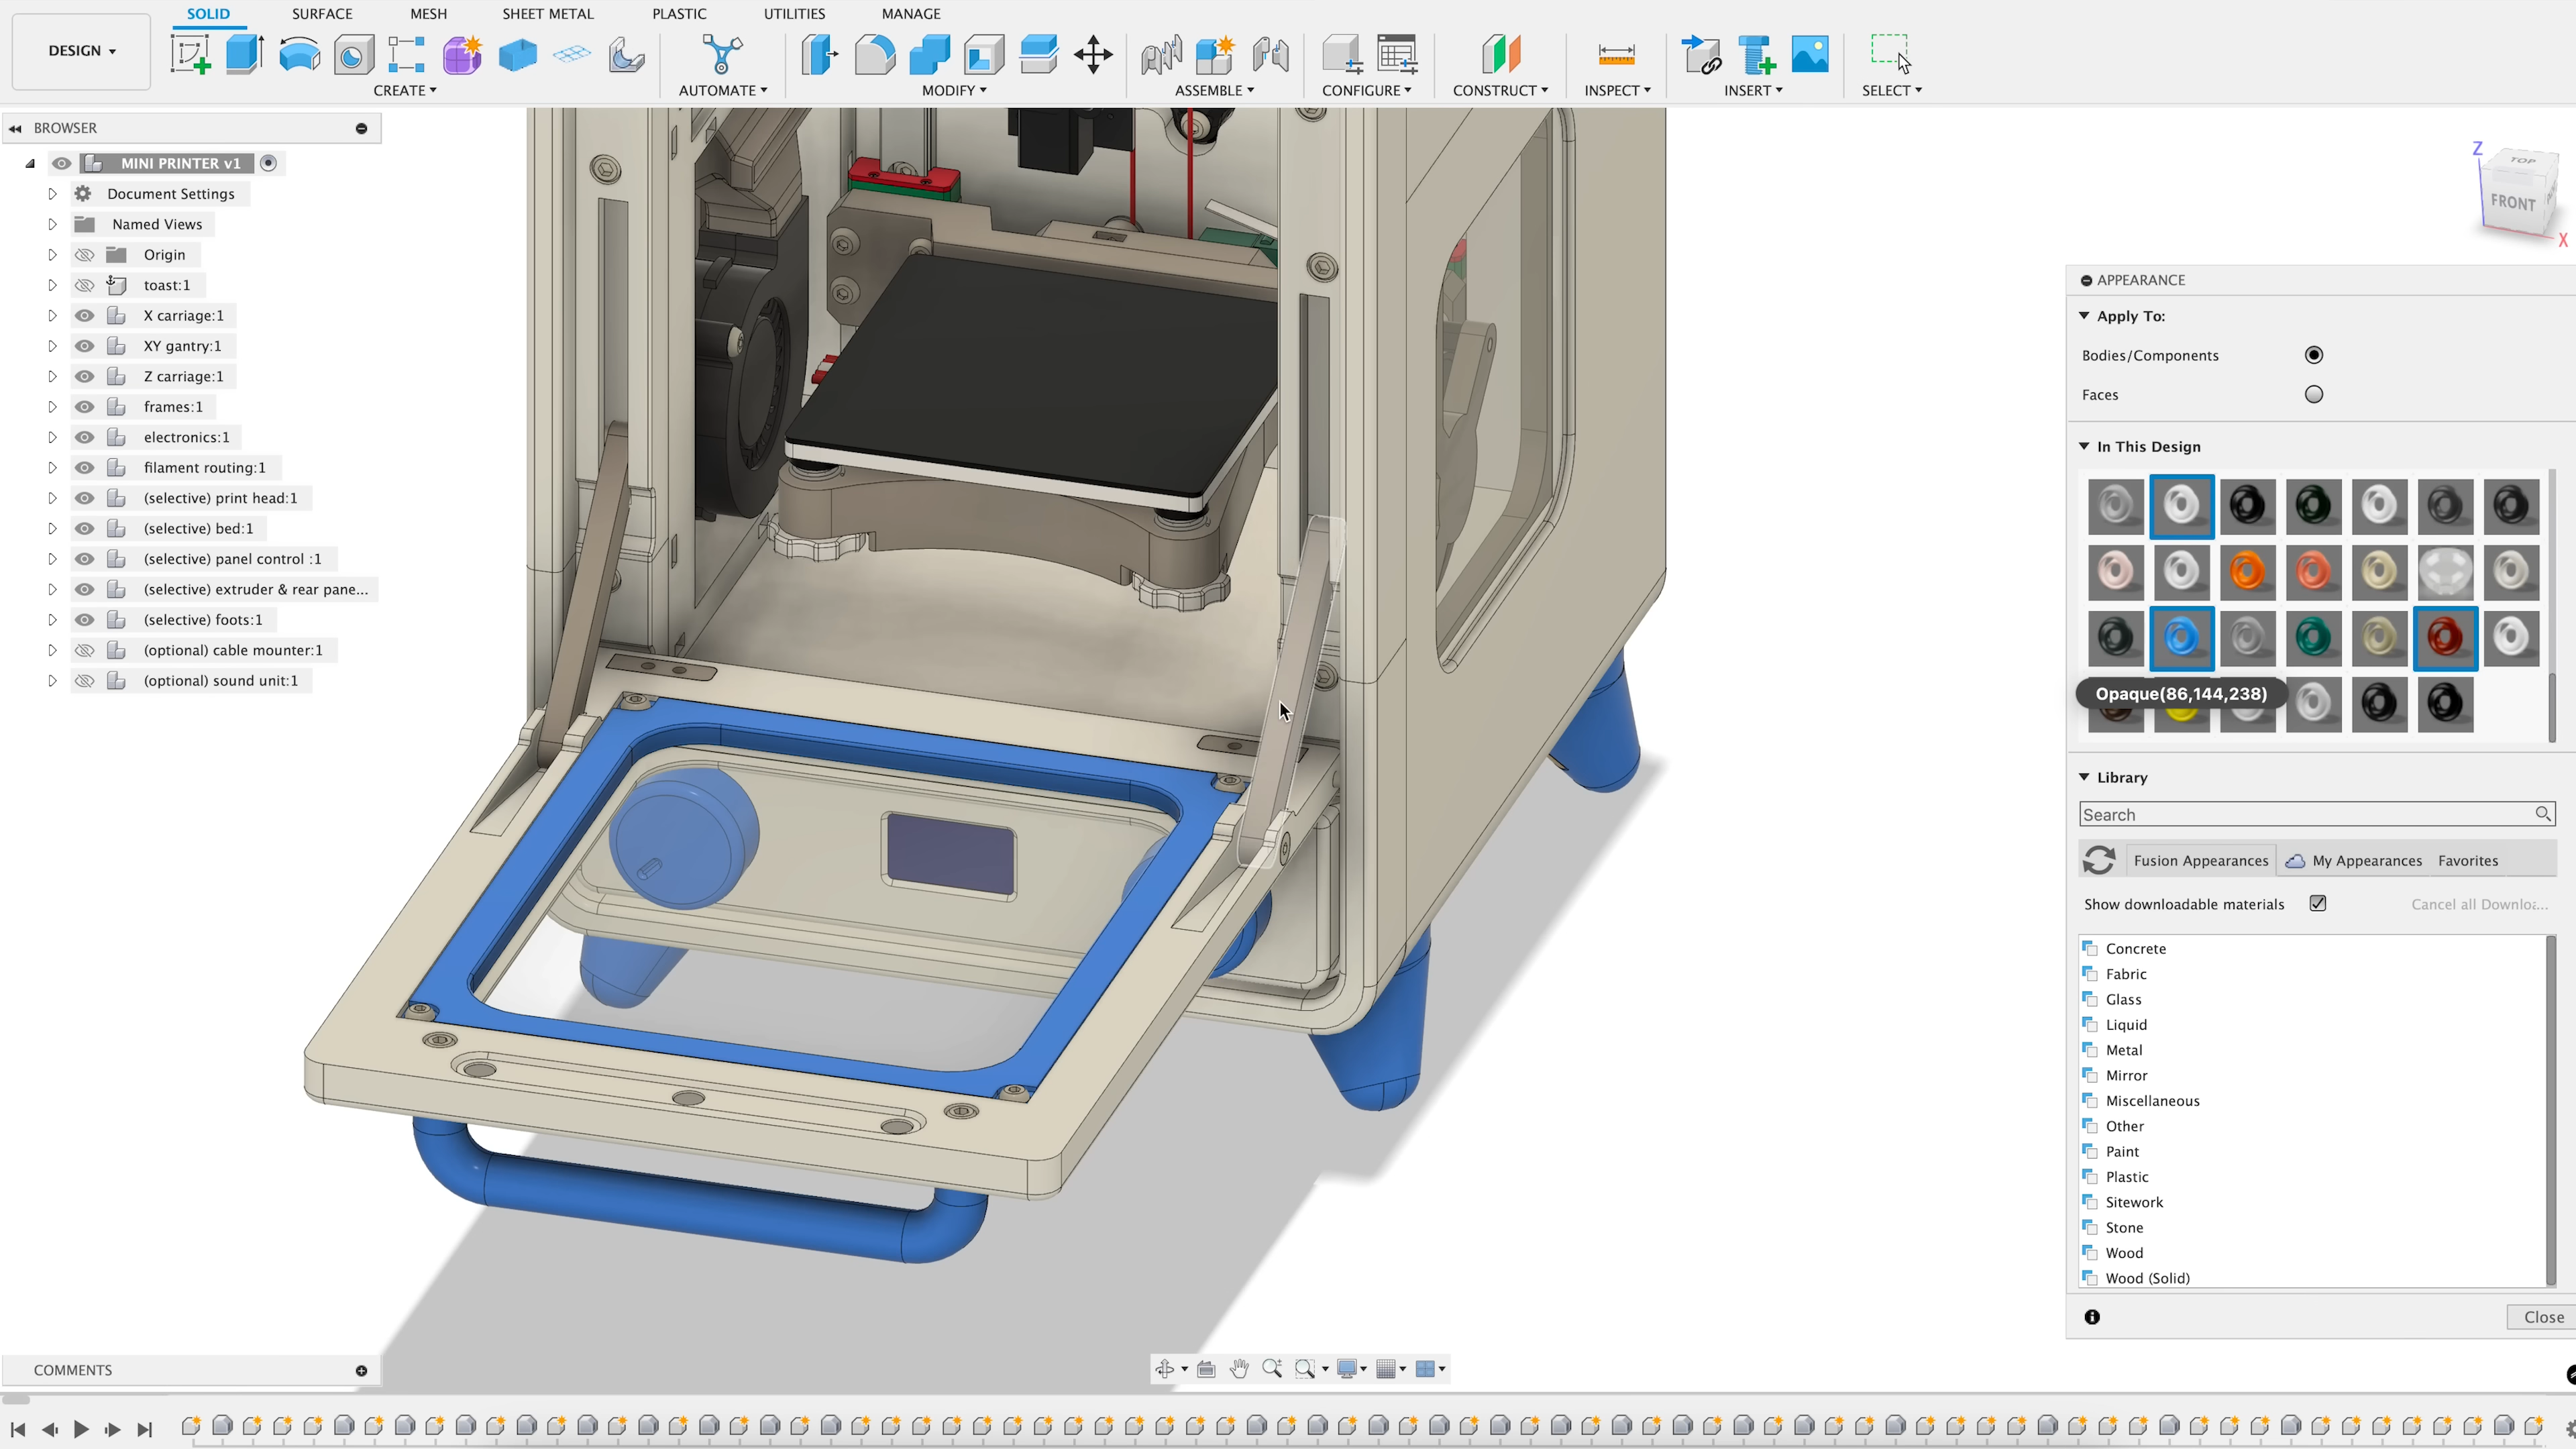 SOLID SURFACE MESH SHEET METAL PLASTIC UTILITIES MANAGE
DESIGN
CREATE AUTOMATE MODIFY ASSEMBLE CONFIGURE CONSTRUCT INSPECT INSERT SELECT
BROWSER
MINI PRINTER v1
Document Settings
Named Views
Origin
toast:1
X carriage:1
XY gantry:1
Z carriage:1
frames:1
electronics:1
filament routing:1
(selective) print head:1
(selective) bed:1
(selective) panel control :1
(selective) extruder & rear pane...
(selective) foots:1
(optional) cable mounter:1
(optional) sound unit:1
Z
TOP
FRONT
X
APPEARANCE
Apply To:
Bodies/Components
Faces
In This Design
Opaque(86,144,238)
Library
Search
Fusion Appearances My Appearances Favorites
Show downloadable materials Cancel all Downloa...
Concrete
Fabric
Glass
Liquid
Metal
Mirror
Miscellaneous
Other
Paint
Plastic
Sitework
Stone
Wood
Wood (Solid)
Close
COMMENTS